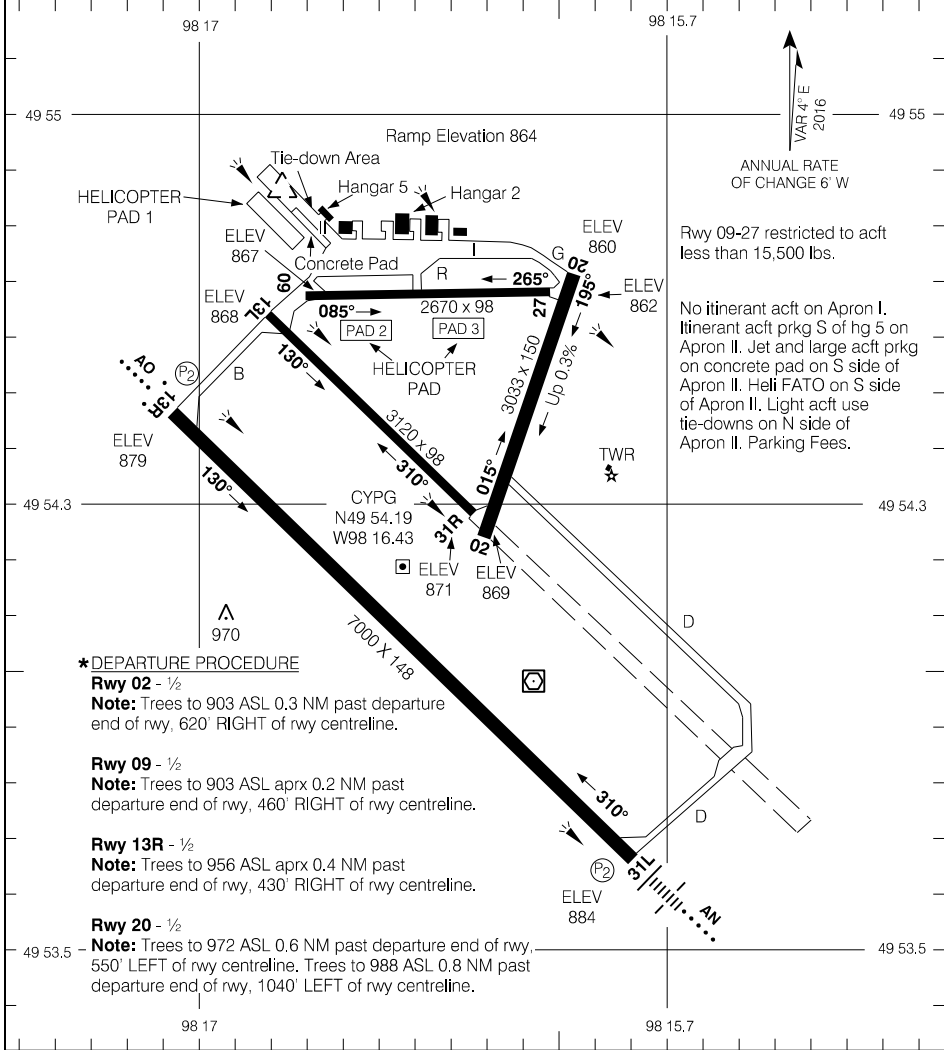 98 17
98 15.7
49 55
49 55
VAR 4° E
2016
ANNUAL RATE
OF CHANGE 6' W
Ramp Elevation 864
Tie-down Area
Hangar 5
Hangar 2
HELICOPTER
PAD 1
II
I
ELEV
867
Concrete Pad
R
G
ELEV
860
20
195°
ELEV
862
Rwy 09-27 restricted to acft
less than 15,500 lbs.
09
265°
2670 x 98
085°
27
ELEV
868
13L
PAD 2
PAD 3
HELICOPTER
PAD
130°
3033 x 150
Up 0.3%
No itinerant acft on Apron I.
Itinerant acft prkg S of hg 5 on
Apron II. Jet and large acft prkg
on concrete pad on S side of
Apron II. Heli FATO on S side
of Apron II. Light acft use
tie-downs on N side of
Apron II. Parking Fees.
AO
P2
B
13R
ELEV
879
3120 x 98
310°
015°
TWR
130°
49 54.3
49 54.3
CYPG
N49 54.19
W98 16.43
31R
02
ELEV
871
ELEV
869
970
7000 X 148
D
*DEPARTURE PROCEDURE
Rwy 02 - ½
Note: Trees to 903 ASL 0.3 NM past departure
end of rwy, 620' RIGHT of rwy centreline.
Rwy 09 - ½
Note: Trees to 903 ASL aprx 0.2 NM past
departure end of rwy, 460' RIGHT of rwy centreline.
310°
D
Rwy 13R - ½
Note: Trees to 956 ASL aprx 0.4 NM past
departure end of rwy, 430' RIGHT of rwy centreline.
P2
31L
ELEV
884
AN
Rwy 20 - ½
Note: Trees to 972 ASL 0.6 NM past departure end of rwy,
550' LEFT of rwy centreline. Trees to 988 ASL 0.8 NM past
departure end of rwy, 1040' LEFT of rwy centreline.
49 53.5
49 53.5
98 17
98 15.7